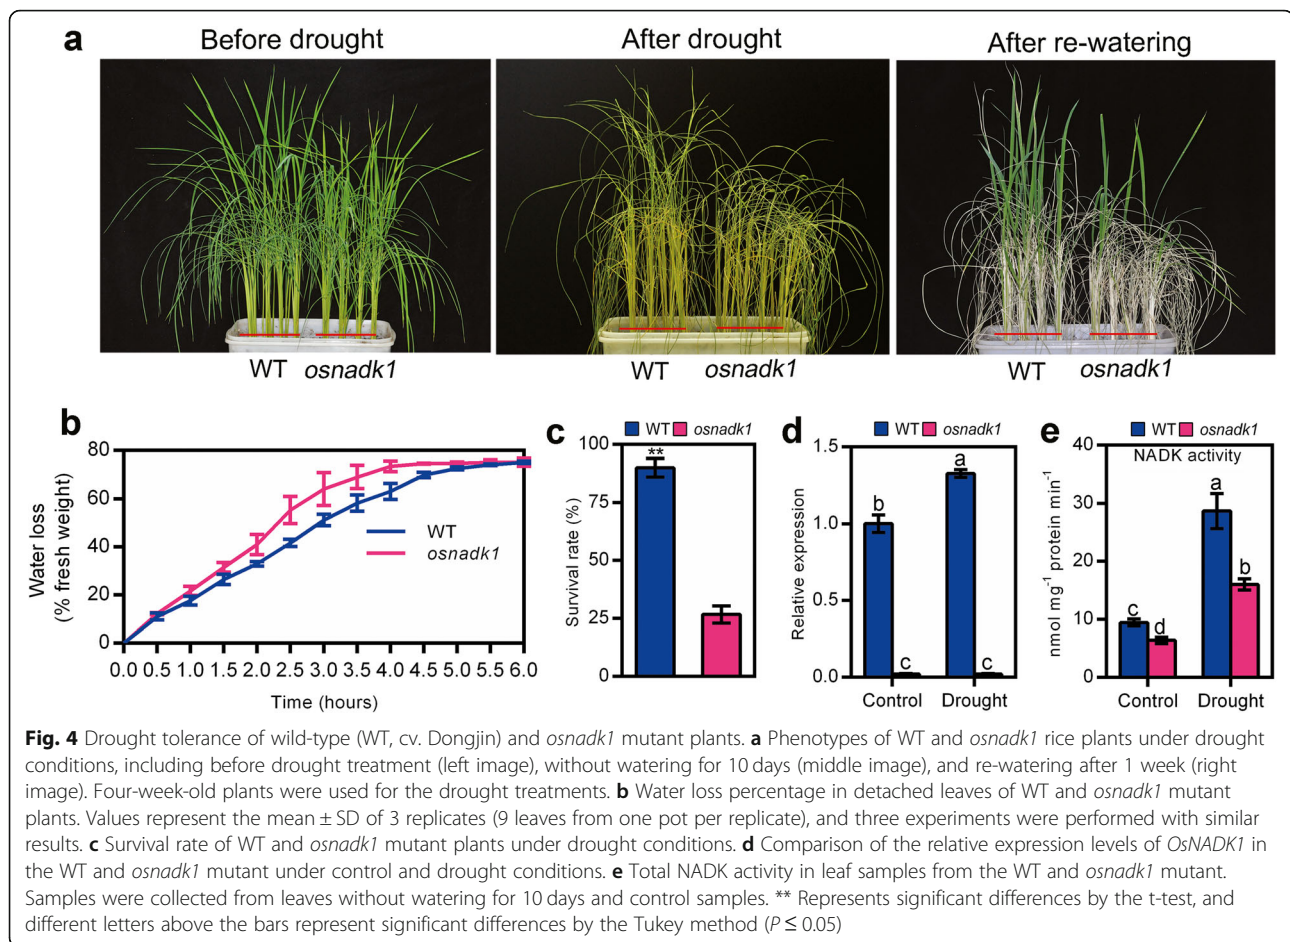 a
Before drought
After drought
After re-watering
WT osnadk1
WT osnadk1
WT osnadk1
b
80
60
40
20
0
Water loss
(% fresh weight)
WT
osnadk1
0.0 0.5 1.0 1.5 2.0 2.5 3.0 3.5 4.0 4.5 5.0 5.5 6.0
Time (hours)
c
WT osnadk1
100
90
50
25
0
Survival rate (%)
**
d
WT osnadk1
1.5
1.0
0.5
0.0
Relative expression
b
c
a
c
Control Drought
e
WT osnadk1
NADK activity
40
30
20
10
0
nmol mg⁻¹ protein min⁻¹
c
d
a
b
Control Drought
Fig. 4 Drought tolerance of wild-type (WT, cv. Dongjin) and osnadk1 mutant plants. a Phenotypes of WT and osnadk1 rice plants under drought
conditions, including before drought treatment (left image), without watering for 10 days (middle image), and re-watering after 1 week (right
image). Four-week-old plants were used for the drought treatments. b Water loss percentage in detached leaves of WT and osnadk1 mutant
plants. Values represent the mean ± SD of 3 replicates (9 leaves from one pot per replicate), and three experiments were performed with similar
results. c Survival rate of WT and osnadk1 mutant plants under drought conditions. d Comparison of the relative expression levels of OsNADK1 in
the WT and osnadk1 mutant under control and drought conditions. e Total NADK activity in leaf samples from the WT and osnadk1 mutant.
Samples were collected from leaves without watering for 10 days and control samples. ** Represents significant differences by the t-test, and
different letters above the bars represent significant differences by the Tukey method (P ≤ 0.05)